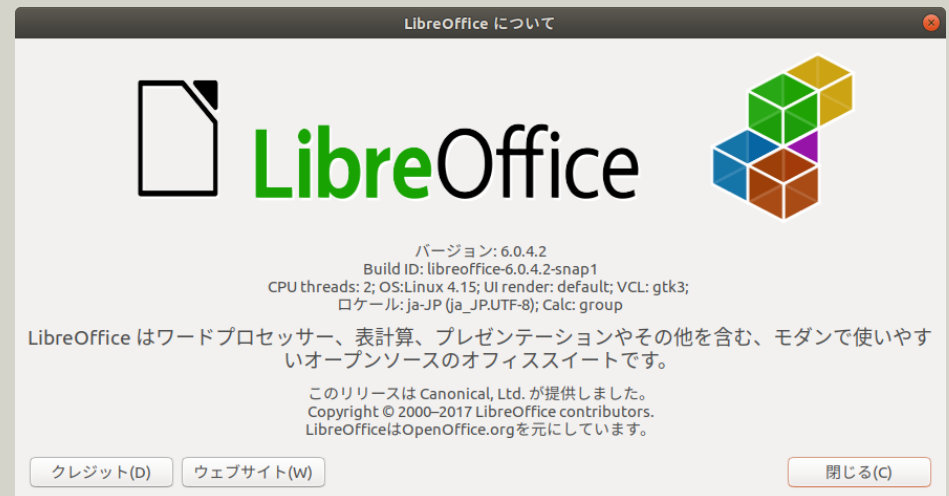 LibreOffice について
LibreOffice
バージョン: 6.0.4.2
Build ID: libreoffice-6.0.4.2-snap1
CPU threads: 2; OS:Linux 4.15; UI render: default; VCL: gtk3;
ロケール: ja-JP (ja_JP.UTF-8); Calc: group
LibreOffice はワードプロセッサー、表計算、プレゼンテーションやその他を含む、モダンで使いやす
いオープンソースのオフィススイートです。
このリリースは Canonical, Ltd. が提供しました。
Copyright © 2000–2017 LibreOffice contributors.
LibreOfficeはOpenOffice.orgを元にしています。
クレジット(D) ウェブサイト(W) 閉じる(C)